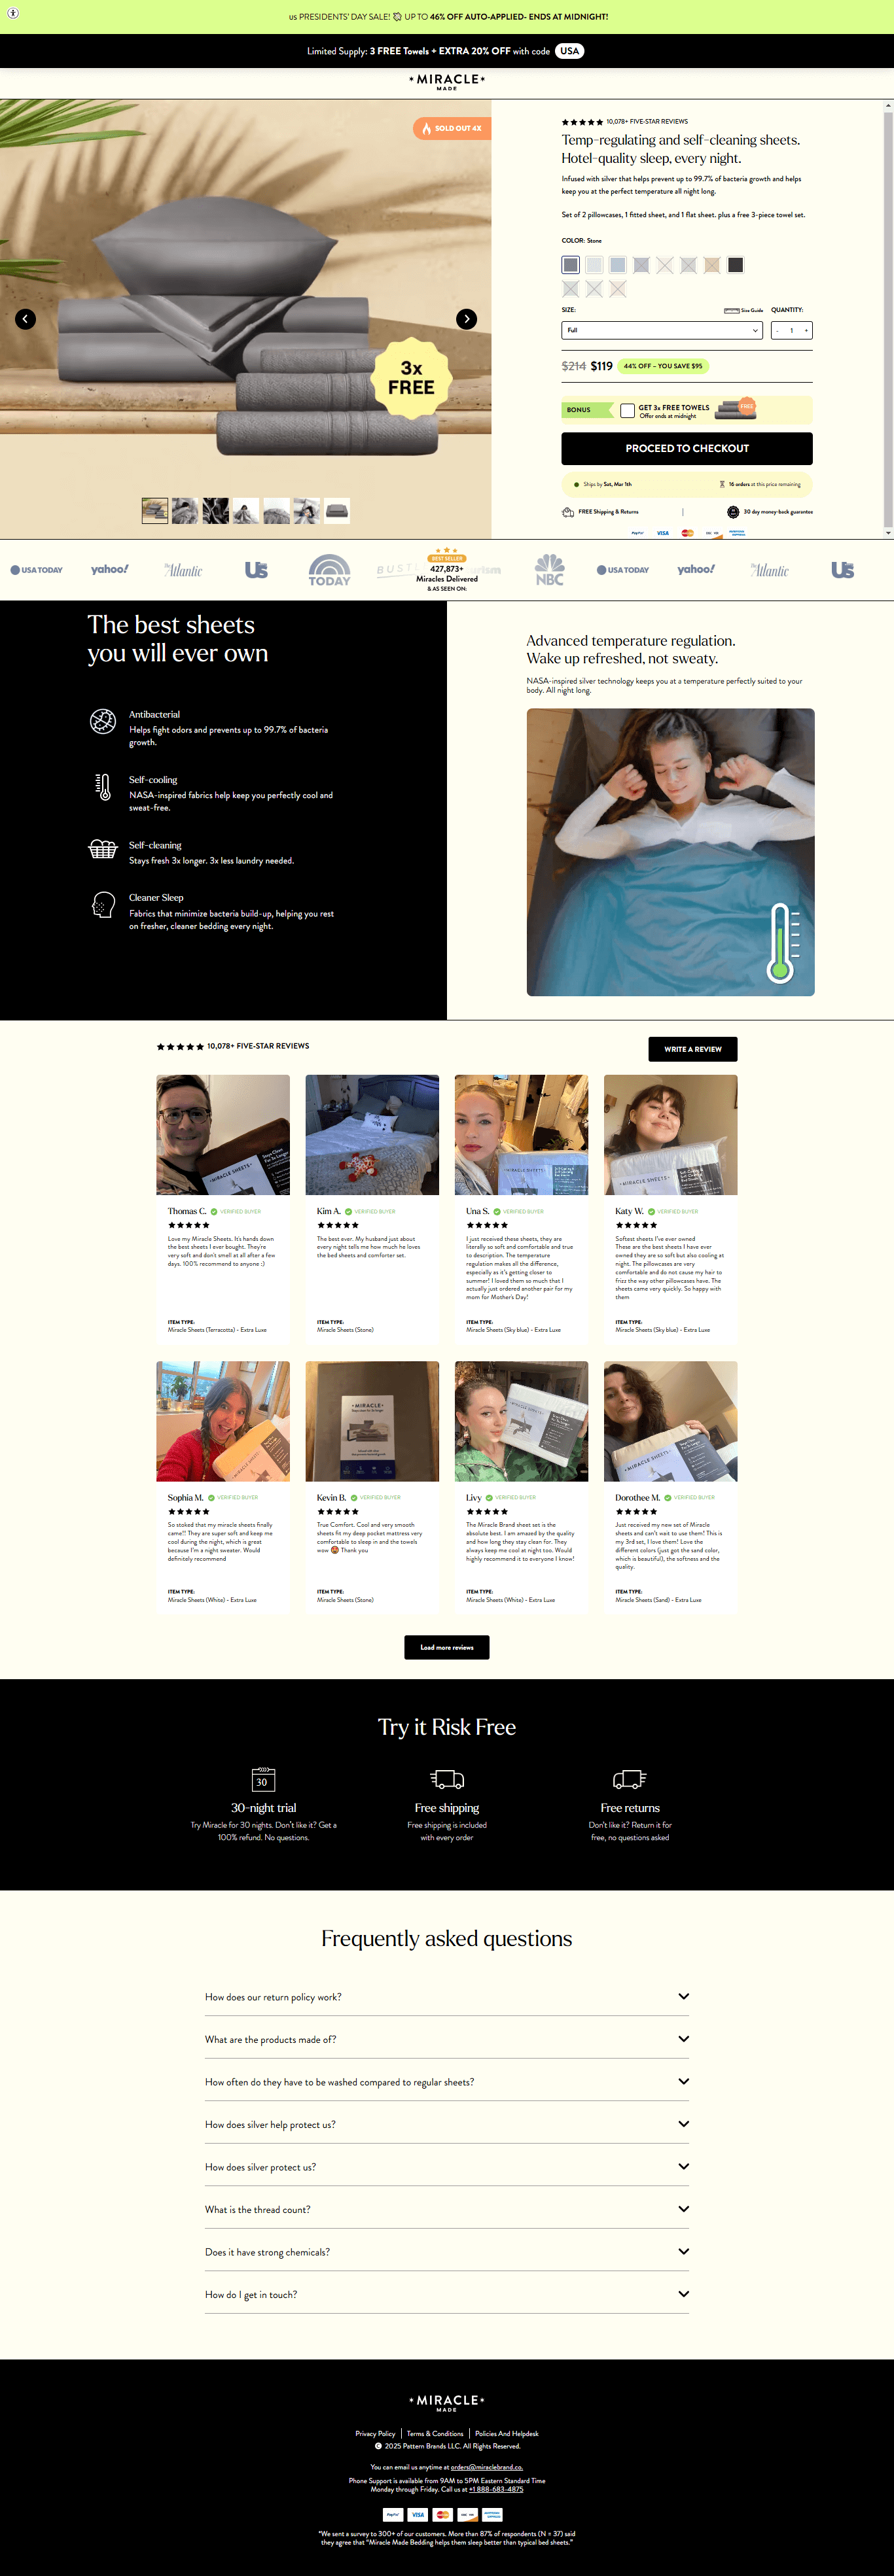 us PRESIDENTS' DAY SALE! UP TO 46% OFF AUTO-APPLIED- ENDS AT MIDNIGHT!
Limited Supply: 3 FREE Towels + EXTRA 20% OFF with code USA
MIRACLE
MADE
SOLD OUT 4X
3x
FREE
10,078+ FIVE-STAR REVIEWS
Temp-regulating and self-cleaning sheets.
Hotel-quality sleep, every night.
Infused with silver that helps prevent up to 99.7% of bacteria growth and helps
keep you at the perfect temperature all night long.
Set of 2 pillowcases, 1 fitted sheet, and 1 flat sheet. plus a free 3-piece towel set.
COLOR: Stone
SIZE: Size Guide QUANTITY:
Full - 1 +
$214 $119 44% OFF – YOU SAVE $95
BONUS GET 3x FREE TOWELS FREE
Offer ends at midnight
PROCEED TO CHECKOUT
Ships by Sat, Mar 1th 16 orders at this price remaining
FREE Shipping & Returns | 30 day money-back guarantee
PayPal VISA
USA TODAY yahoo! The Atlantic Us TODAY BUSTLE NBC USA TODAY yahoo! The Atlantic Us
BEST SELLER
427,873+
Miracles Delivered
& AS SEEN ON:
The best sheets
you will ever own
Antibacterial
Helps fight odors and prevents up to 99.7% of bacteria
growth.
Self-cooling
NASA-inspired fabrics help keep you perfectly cool and
sweat-free.
Self-cleaning
Stays fresh 3x longer. 3x less laundry needed.
Cleaner Sleep
Fabrics that minimize bacteria build-up, helping you rest
on fresher, cleaner bedding every night.
Advanced temperature regulation.
Wake up refreshed, not sweaty.
NASA-inspired silver technology keeps you at a temperature perfectly suited to your
body. All night long.
10,078+ FIVE-STAR REVIEWS
WRITE A REVIEW
Thomas C. VERIFIED BUYER
Love my Miracle Sheets. It's hands down
the best sheets I ever bought. They're
very soft and don't smell at all after a few
days. 100% recommend to anyone :)
ITEM TYPE:
Miracle Sheets (Terracotta) - Extra Luxe
Kim A. VERIFIED BUYER
The best ever. My husband just about
every night tells me how much he loves
the bed sheets and comforter set.
ITEM TYPE:
Miracle Sheets (Stone)
Una S. VERIFIED BUYER
I just received these sheets, they are
literally so soft and comfortable and true
to description. The temperature
regulation makes all the difference,
especially as it's getting closer to
summer! I loved them so much that I
actually just ordered another pair for my
mom for Mother's Day!
ITEM TYPE:
Miracle Sheets (Sky blue) - Extra Luxe
Katy W. VERIFIED BUYER
Softest sheets I've ever owned
These are the best sheets I have ever
owned they are so soft but also cooling at
night. The pillowcases are very
comfortable and do not cause my hair to
frizz the way other pillowcases have. The
sheets came very quickly. So happy with
them
ITEM TYPE:
Miracle Sheets (Sky blue) - Extra Luxe
Sophia M. VERIFIED BUYER
So stoked that my miracle sheets finally
came!! They are super soft and keep me
cool during the night, which is great
because I'm a night sweater. Would
definitely recommend
ITEM TYPE:
Miracle Sheets (White) - Extra Luxe
Kevin B. VERIFIED BUYER
True Comfort. Cool and very smooth
sheets fit my deep pocket mattress very
comfortable to sleep in and the towels
wow Thank you
ITEM TYPE:
Miracle Sheets (Stone)
Livy VERIFIED BUYER
The Miracle Brand sheet set is the
absolute best. I am amazed by the quality
and how long they stay clean for. They
always keep me cool at night too. Would
highly recommend it to everyone I know!
ITEM TYPE:
Miracle Sheets (White) - Extra Luxe
Dorothee M. VERIFIED BUYER
Just received my new set of Miracle
sheets and can't wait to use them! This is
my 3rd set, I love them! Love the
different colors (just got the sand color,
which is beautiful), the softness and the
quality.
ITEM TYPE:
Miracle Sheets (Sand) - Extra Luxe
Load more reviews
Try it Risk Free
30
30-night trial
Try Miracle for 30 nights. Don't like it? Get a
100% refund. No questions.
Free shipping
Free shipping is included
with every order
Free returns
Don't like it? Return it for
free, no questions asked
Frequently asked questions
How does our return policy work?
What are the products made of?
How often do they have to be washed compared to regular sheets?
How does silver help protect us?
How does silver protect us?
What is the thread count?
Does it have strong chemicals?
How do I get in touch?
MIRACLE
MADE
Privacy Policy | Terms & Conditions | Policies And Helpdesk
© 2025 Pattern Brands LLC. All Rights Reserved.
You can email us anytime at orders@miraclebrand.co.
Phone Support is available from 9AM to 5PM Eastern Standard Time
Monday through Friday. Call us at +1 888-683-4875
PayPal VISA
*We sent a survey to 300+ of our customers. More than 87% of respondents (N = 37) said
they agree that "Miracle Made Bedding helps them sleep better than typical bed sheets."